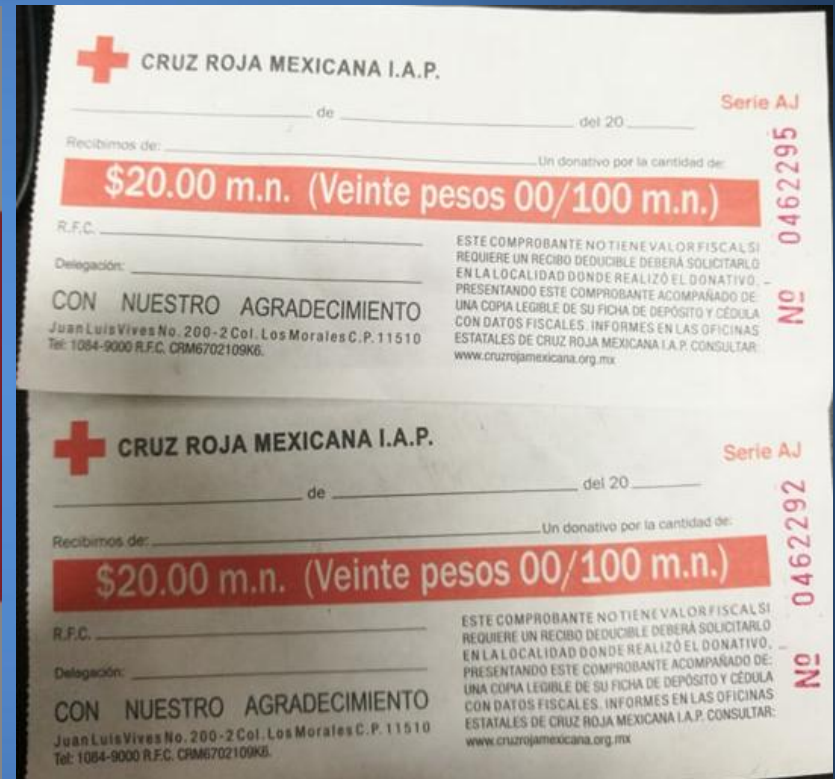 CRUZ ROJA MEXICANA I.A.P.
Serie AJ
de del 20
Recibimos de: Un donativo por la cantidad de:
$20.00 m.n. (Veinte pesos 00/100 m.n.)
Nº 0462295
R.F.C.
Delegación:
CON NUESTRO AGRADECIMIENTO
Juan Luis Vives No. 200-2 Col. Los Morales C.P. 11510
Tel: 1084-9000 R.F.C. CRM6702109K6.
ESTE COMPROBANTE NO TIENE VALOR FISCAL SI
REQUIERE UN RECIBO DEDUCIBLE DEBERÁ SOLICITARLO
EN LA LOCALIDAD DONDE REALIZÓ EL DONATIVO,
PRESENTANDO ESTE COMPROBANTE ACOMPAÑADO DE:
UNA COPIA LEGIBLE DE SU FICHA DE DEPÓSITO Y CÉDULA
CON DATOS FISCALES. INFORMES EN LAS OFICINAS
ESTATALES DE CRUZ ROJA MEXICANA I.A.P. CONSULTAR:
www.cruzrojamexicana.org.mx
CRUZ ROJA MEXICANA I.A.P.
Serie AJ
de del 20
Recibimos de: Un donativo por la cantidad de:
$20.00 m.n. (Veinte pesos 00/100 m.n.)
Nº 0462292
R.F.C.
Delegación:
CON NUESTRO AGRADECIMIENTO
Juan Luis Vives No. 200-2 Col. Los Morales C.P. 11510
Tel: 1084-9000 R.F.C. CRM6702109K6.
ESTE COMPROBANTE NO TIENE VALOR FISCAL SI
REQUIERE UN RECIBO DEDUCIBLE DEBERÁ SOLICITARLO
EN LA LOCALIDAD DONDE REALIZÓ EL DONATIVO,
PRESENTANDO ESTE COMPROBANTE ACOMPAÑADO DE:
UNA COPIA LEGIBLE DE SU FICHA DE DEPÓSITO Y CÉDULA
CON DATOS FISCALES. INFORMES EN LAS OFICINAS
ESTATALES DE CRUZ ROJA MEXICANA I.A.P. CONSULTAR:
www.cruzrojamexicana.org.mx